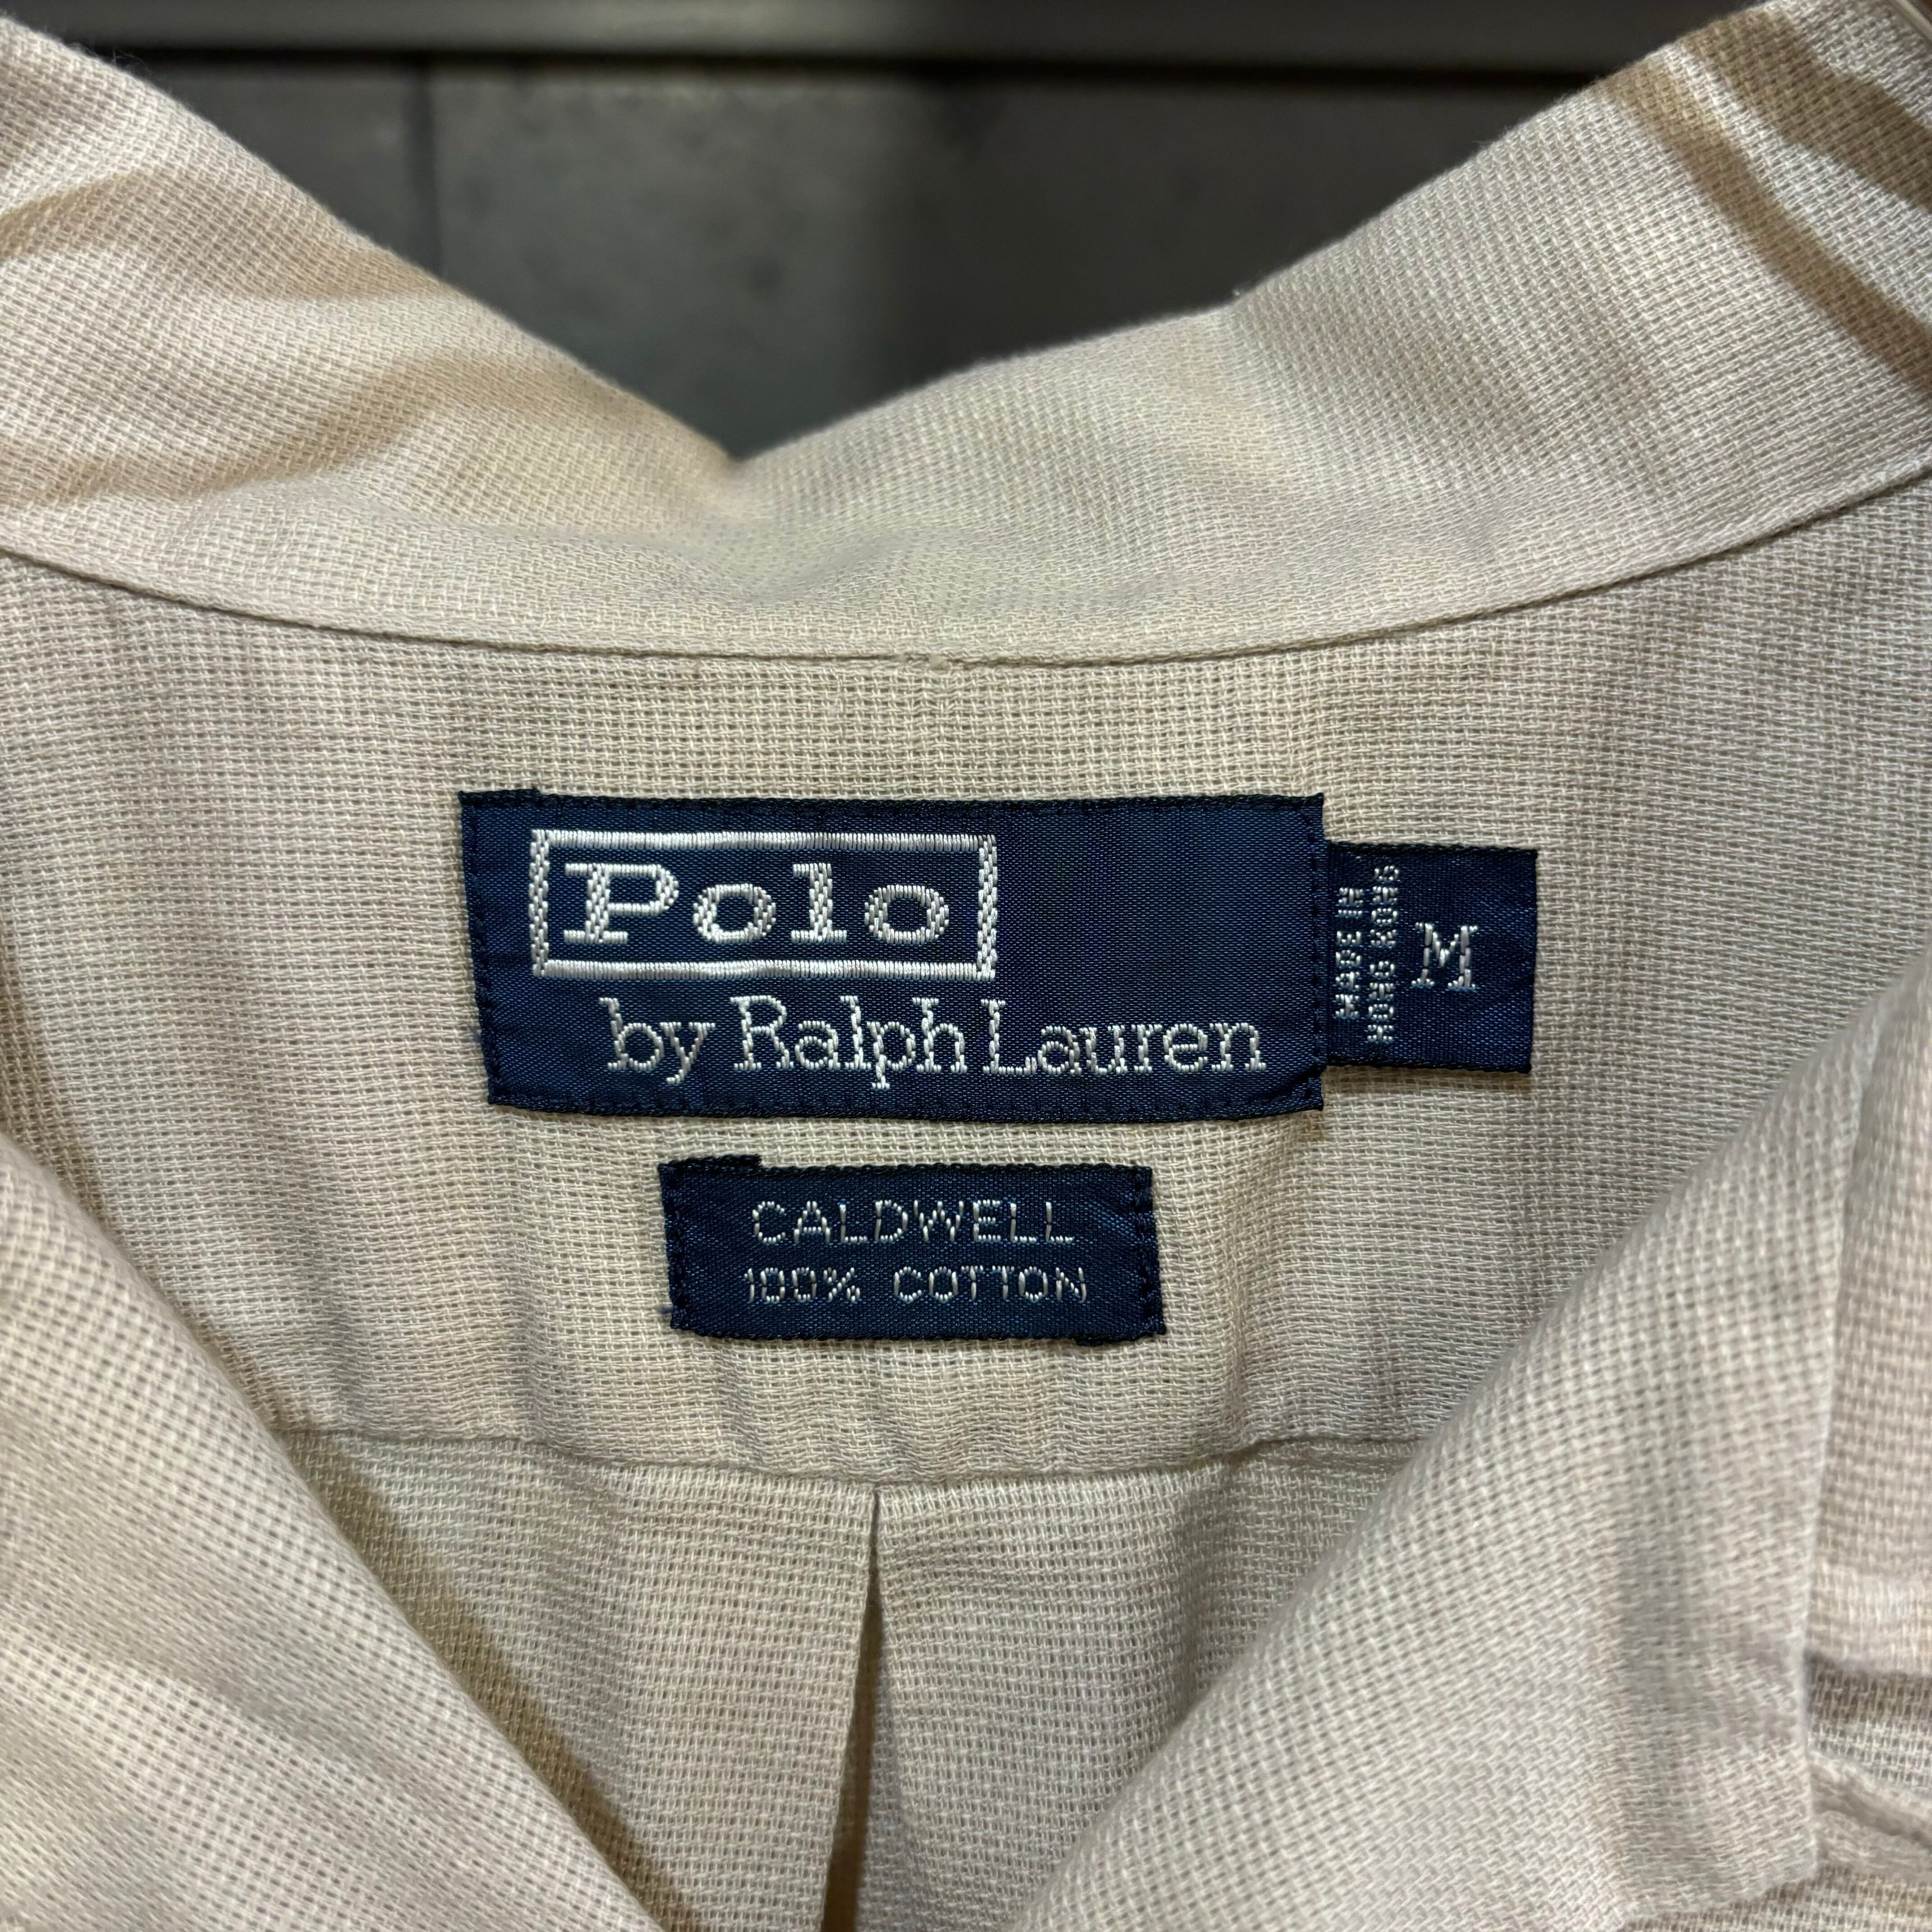 Polo
by Ralph Lauren
MADE IN
HONG KONG
M
CALDWELL
100% COTTON